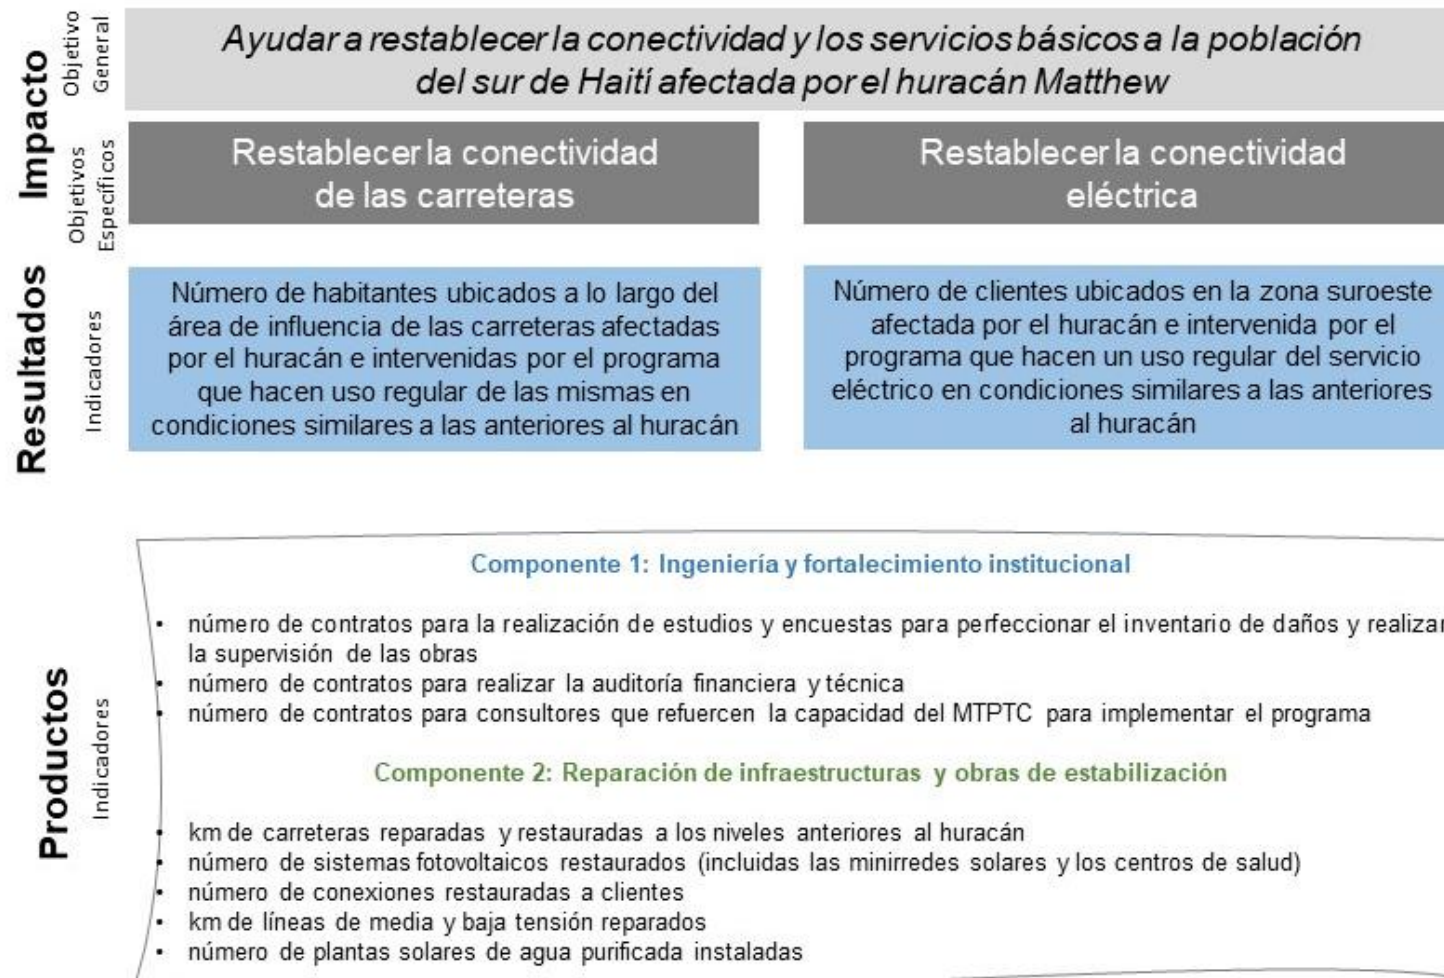 Impacto
Objetivo
General
Ayudar a restablecer la conectividad y los servicios básicos a la población
del sur de Haití afectada por el huracán Matthew
Objetivos
Específicos
Restablecer la conectividad
de las carreteras
Restablecer la conectividad
eléctrica
Resultados
Indicadores
Número de habitantes ubicados a lo largo del
área de influencia de las carreteras afectadas
por el huracán e intervenidas por el programa
que hacen uso regular de las mismas en
condiciones similares a las anteriores al huracán
Número de clientes ubicados en la zona suroeste
afectada por el huracán e intervenida por el
programa que hacen un uso regular del servicio
eléctrico en condiciones similares a las anteriores
al huracán
Productos
Indicadores
Componente 1: Ingeniería y fortalecimiento institucional
• número de contratos para la realización de estudios y encuestas para perfeccionar el inventario de daños y realizar
la supervisión de las obras
• número de contratos para realizar la auditoría financiera y técnica
• número de contratos para consultores que refuercen la capacidad del MTPTC para implementar el programa
Componente 2: Reparación de infraestructuras y obras de estabilización
• km de carreteras reparadas y restauradas a los niveles anteriores al huracán
• número de sistemas fotovoltaicos restaurados (incluidas las minirredes solares y los centros de salud)
• número de conexiones restauradas a clientes
• km de líneas de media y baja tensión reparados
• número de plantas solares de agua purificada instaladas